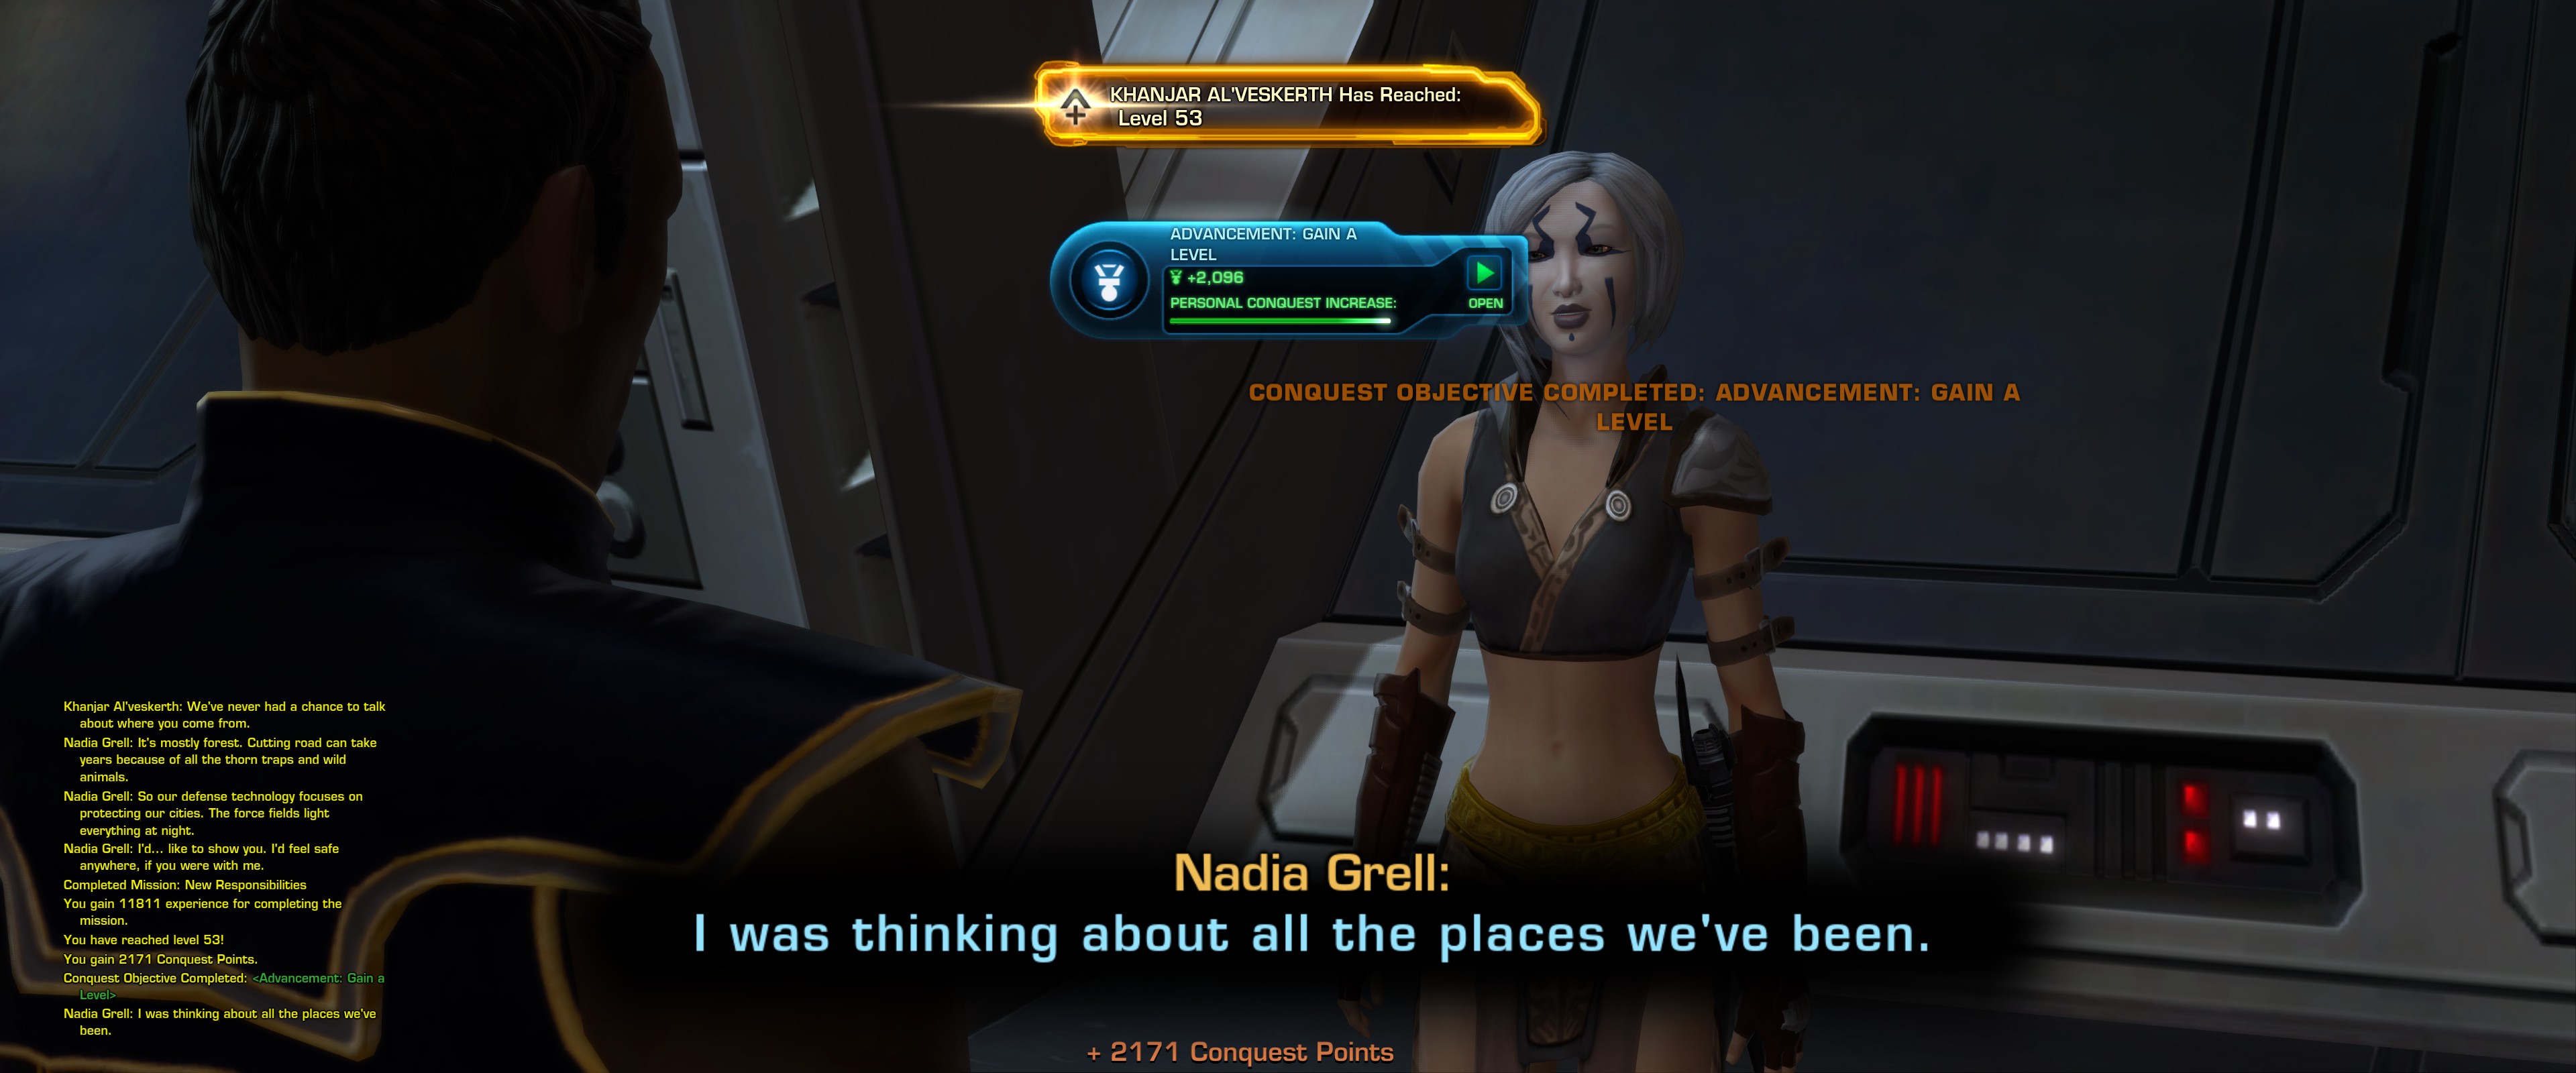 KHANJAR AL'VESKERTH Has Reached:
Level 53
ADVANCEMENT: GAIN A
LEVEL
+2,096
PERSONAL CONQUEST INCREASE:
OPEN
CONQUEST OBJECTIVE COMPLETED: ADVANCEMENT: GAIN A
LEVEL
Khanjar Al'veskerth: We've never had a chance to talk
about where you come from.
Nadia Grell: It's mostly forest. Cutting road can take
years because of all the thorn traps and wild
animals.
Nadia Grell: So our defense technology focuses on
protecting our cities. The force fields light
everything at night.
Nadia Grell: I'd... like to show you. I'd feel safe
anywhere, if you were with me.
Completed Mission: New Responsibilities
You gain 11811 experience for completing the
mission.
You have reached level 53!
You gain 2171 Conquest Points.
Conquest Objective Completed: <Advancement: Gain a
Level>
Nadia Grell: I was thinking about all the places we've
been.
Nadia Grell:
I was thinking about all the places we've been.
+ 2171 Conquest Points